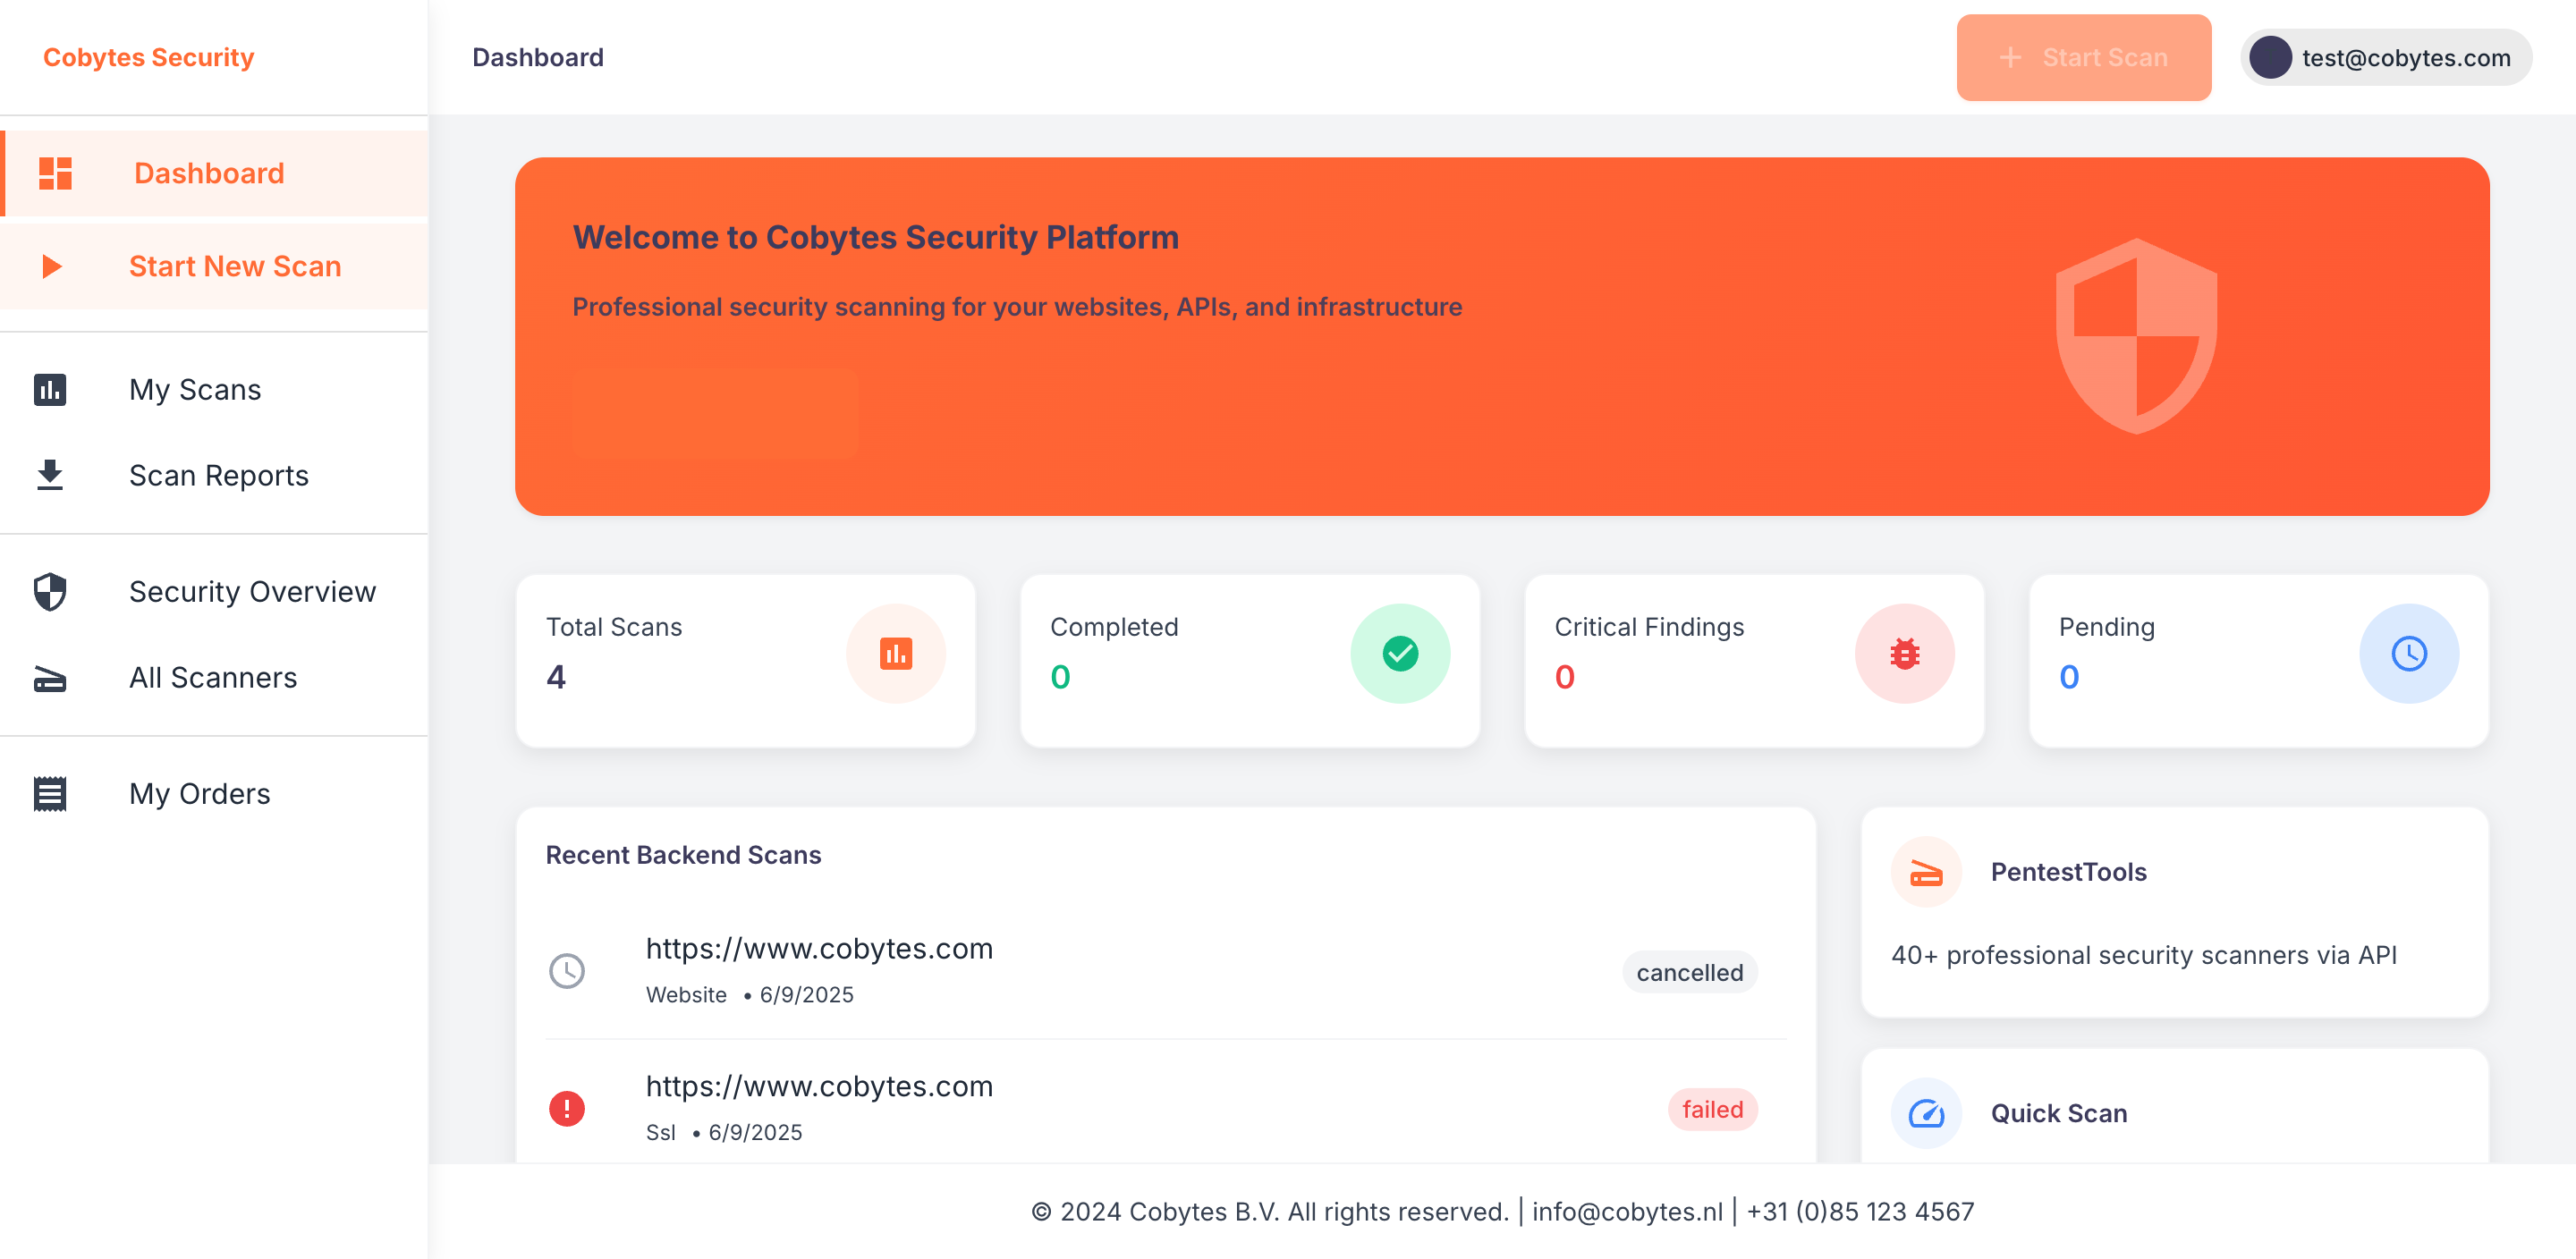 Cobytes Security
Dashboard
Start New Scan
My Scans
Scan Reports
Security Overview
All Scanners
My Orders
Dashboard
Start Scan
test@cobytes.com
Welcome to Cobytes Security Platform
Professional security scanning for your websites, APIs, and infrastructure
Total Scans
4
Completed
0
Critical Findings
0
Pending
0
Recent Backend Scans
https://www.cobytes.com
Website • 6/9/2025
cancelled
https://www.cobytes.com
Ssl • 6/9/2025
failed
PentestTools
40+ professional security scanners via API
Quick Scan
© 2024 Cobytes B.V. All rights reserved. | info@cobytes.nl | +31 (0)85 123 4567